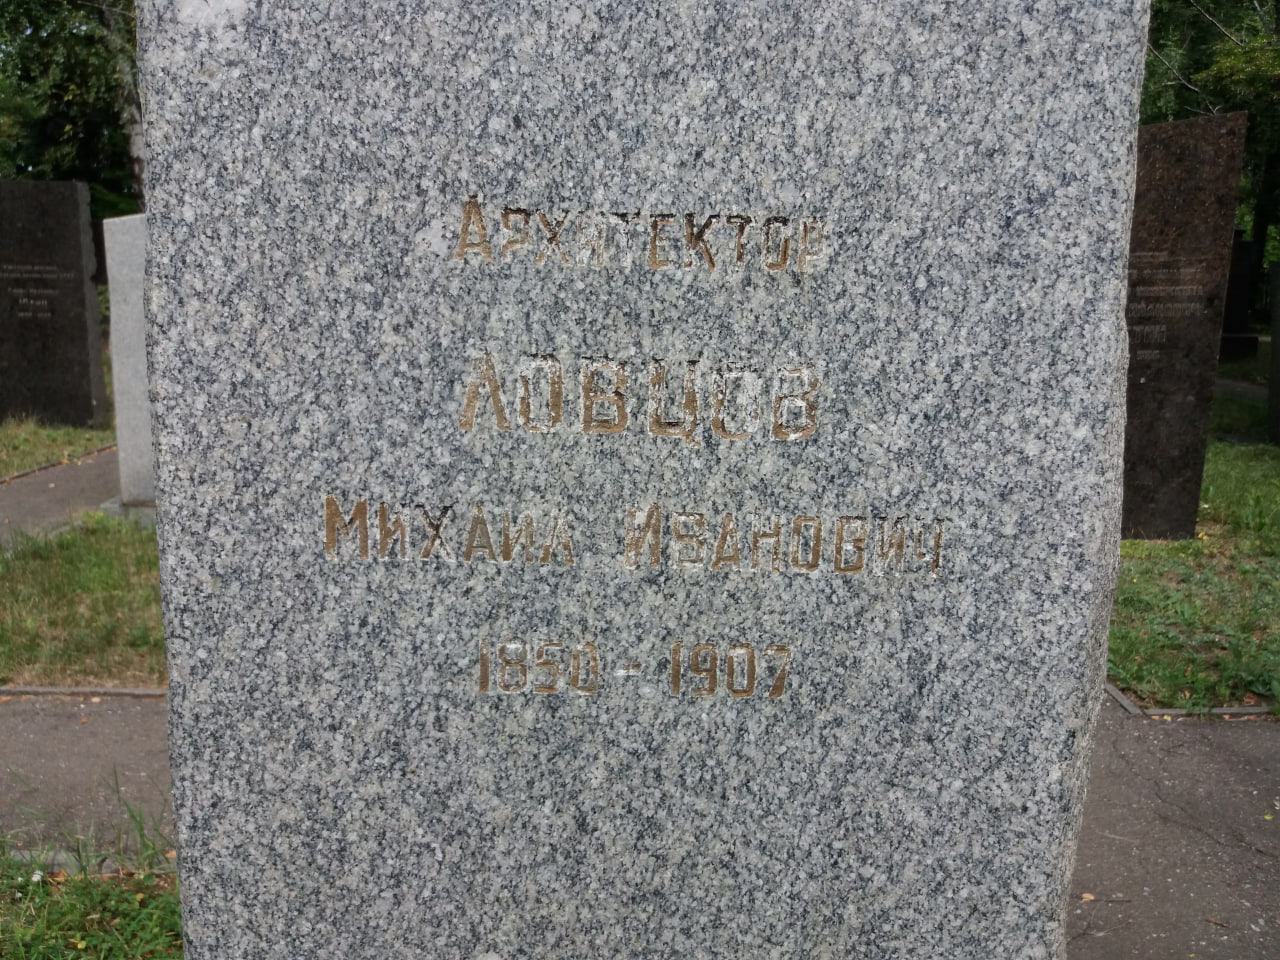 Архитектор
Ловцов
Михаил Иванович
1850 - 1907